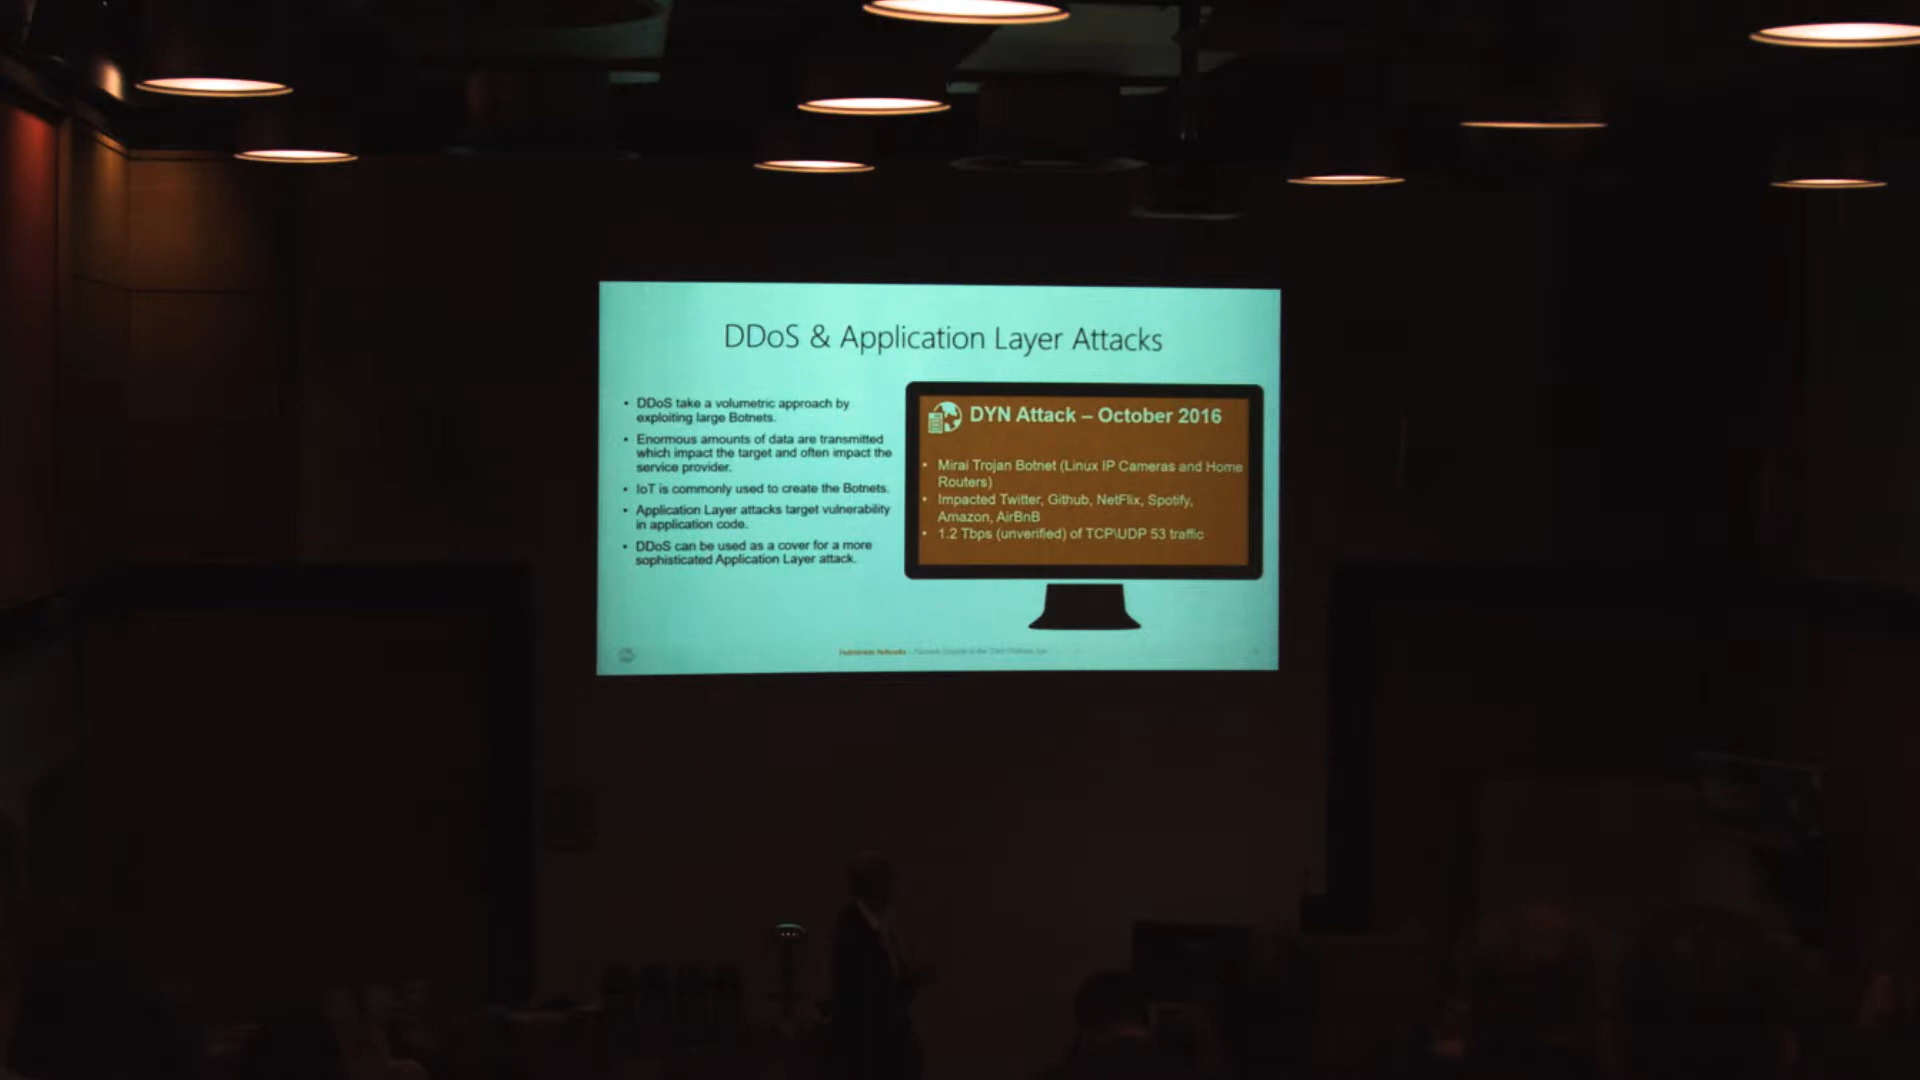 DDoS & Application Layer Attacks
• DDoS take a volumetric approach by
exploiting large Botnets.
• Enormous amounts of data are transmitted
which impact the target and often impact the
service provider.
• IoT is commonly used to create the Botnets.
• Application Layer attacks target vulnerability
in application code.
• DDoS can be used as a cover for a more
sophisticated Application Layer attack.
DYN Attack – October 2016
• Mirai Trojan Botnet (Linux IP Cameras and Home
Routers)
• Impacted Twitter, Github, NetFlix, Spotify,
Amazon, AirBnB
• 1.2 Tbps (unverified) of TCP\UDP 53 traffic